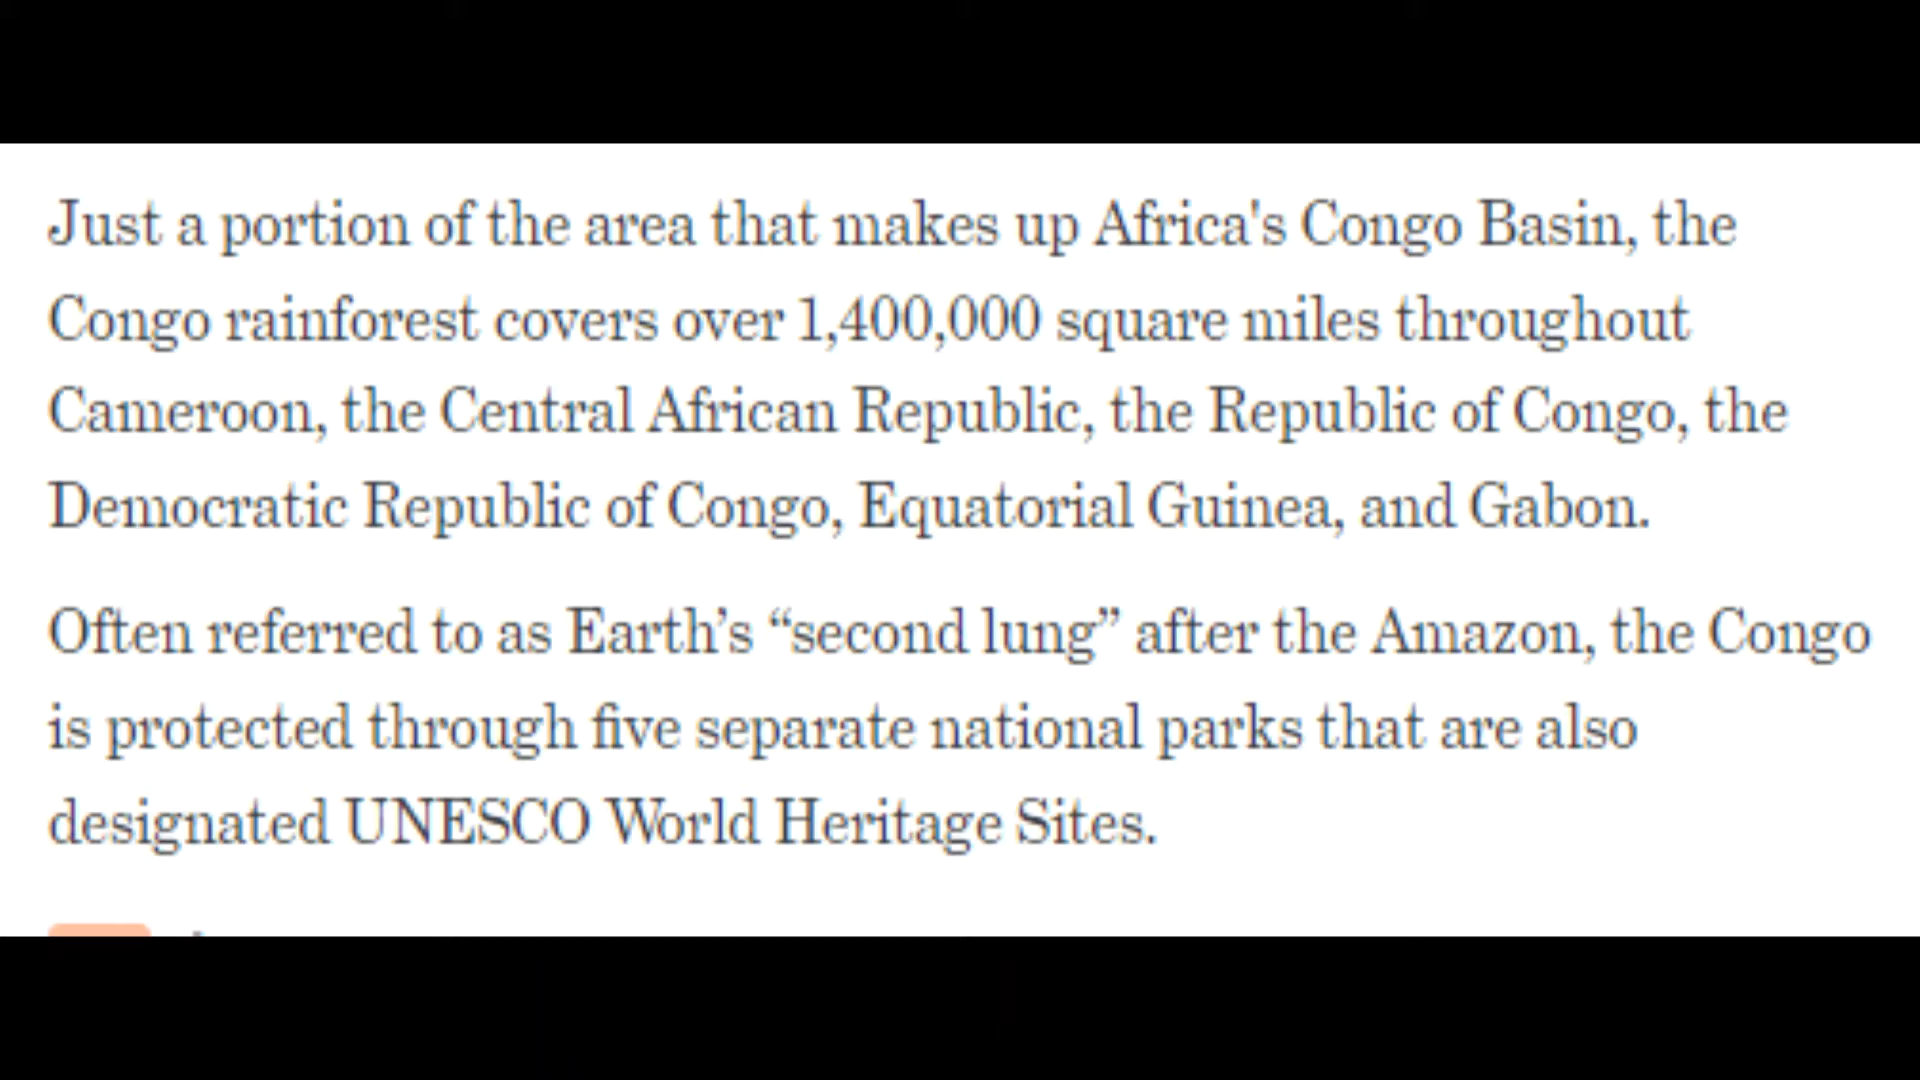 Just a portion of the area that makes up Africa's Congo Basin, the
Congo rainforest covers over 1,400,000 square miles throughout
Cameroon, the Central African Republic, the Republic of Congo, the
Democratic Republic of Congo, Equatorial Guinea, and Gabon.
Often referred to as Earth’s “second lung” after the Amazon, the Congo
is protected through five separate national parks that are also
designated UNESCO World Heritage Sites.